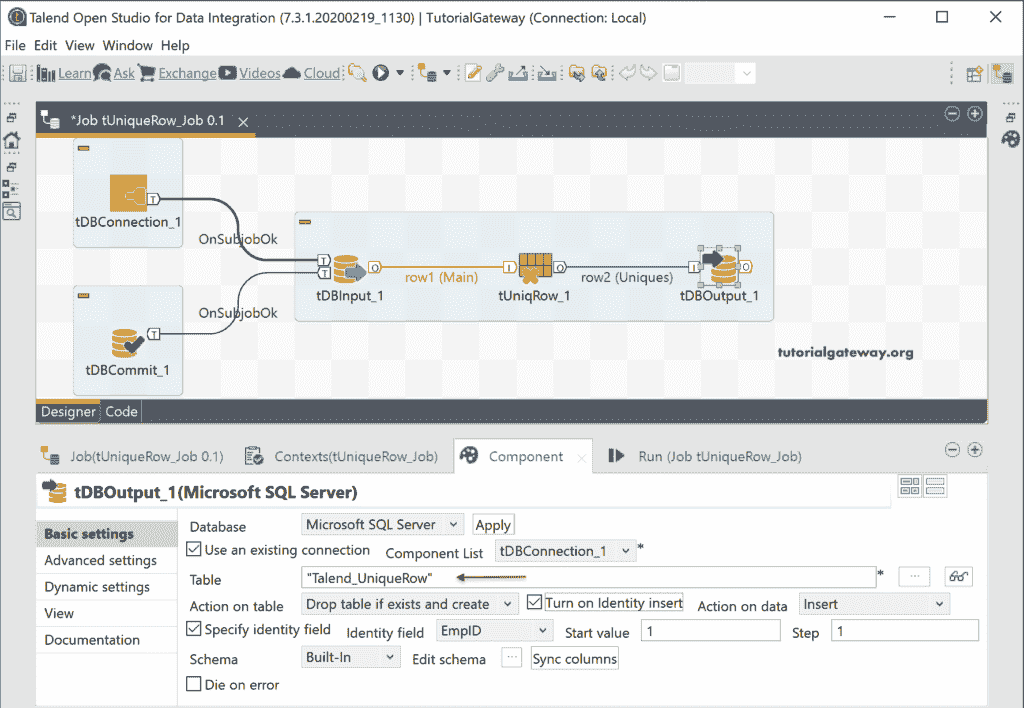 Talend Open Studio for Data Integration (7.3.1.20200219_1130) | TutorialGateway (Connection: Local)
File Edit View Window Help
Learn Ask Exchange Videos Cloud
*Job tUniqueRow_Job 0.1
T
tDBConnection_1
OnSubjobOk
T
T
O
row1 (Main)
I
O
row2 (Uniques)
I
O
tDBInput_1
tUniqRow_1
tDBOutput_1
OnSubjobOk
T
tDBCommit_1
tutorialgateway.org
Designer Code
Job(tUniqueRow_Job 0.1) Contexts(tUniqueRow_Job) Component Run (Job tUniqueRow_Job)
tDBOutput_1(Microsoft SQL Server)
Basic settings
Advanced settings
Dynamic settings
View
Documentation
Database Microsoft SQL Server Apply
Use an existing connection Component List tDBConnection_1 *
Table "Talend_UniqueRow" * ...
Action on table Drop table if exists and create Turn on Identity insert Action on data Insert
Specify identity field Identity field EmpID Start value 1 Step 1
Schema Built-In Edit schema ... Sync columns
Die on error